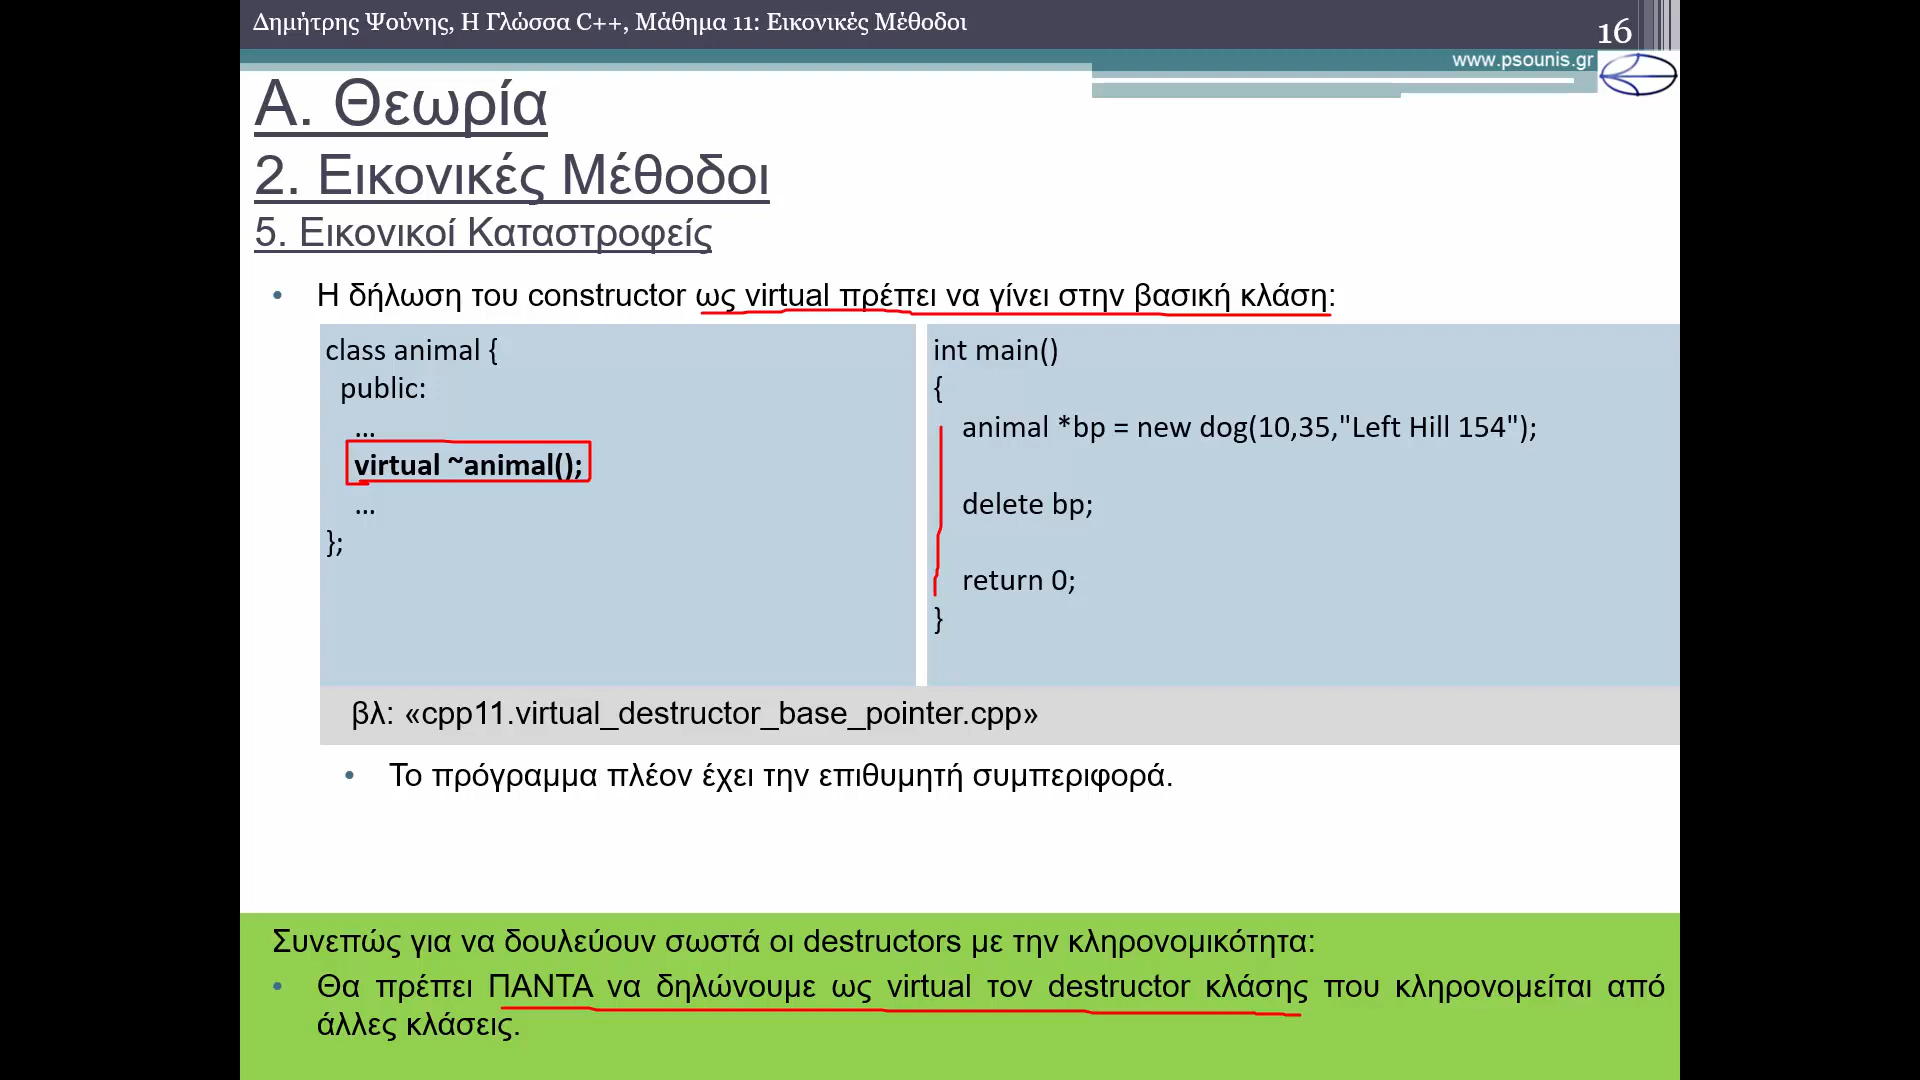 Δημήτρης Ψούνης, Η Γλώσσα C++, Μάθημα 11: Εικονικές Μέθοδοι
16
www.psounis.gr
Α. Θεωρία
2. Εικονικές Μέθοδοι
5. Εικονικοί Καταστροφείς
• Η δήλωση του constructor ως virtual πρέπει να γίνει στην βασική κλάση:
class animal {
public:
...
virtual ~animal();
...
};
int main()
{
animal *bp = new dog(10,35,"Left Hill 154");
delete bp;
return 0;
}
βλ: «cpp11.virtual_destructor_base_pointer.cpp»
• Το πρόγραμμα πλέον έχει την επιθυμητή συμπεριφορά.
Συνεπώς για να δουλεύουν σωστά οι destructors με την κληρονομικότητα:
• Θα πρέπει ΠΑΝΤΑ να δηλώνουμε ως virtual τον destructor κλάσης που κληρονομείται από
άλλες κλάσεις.